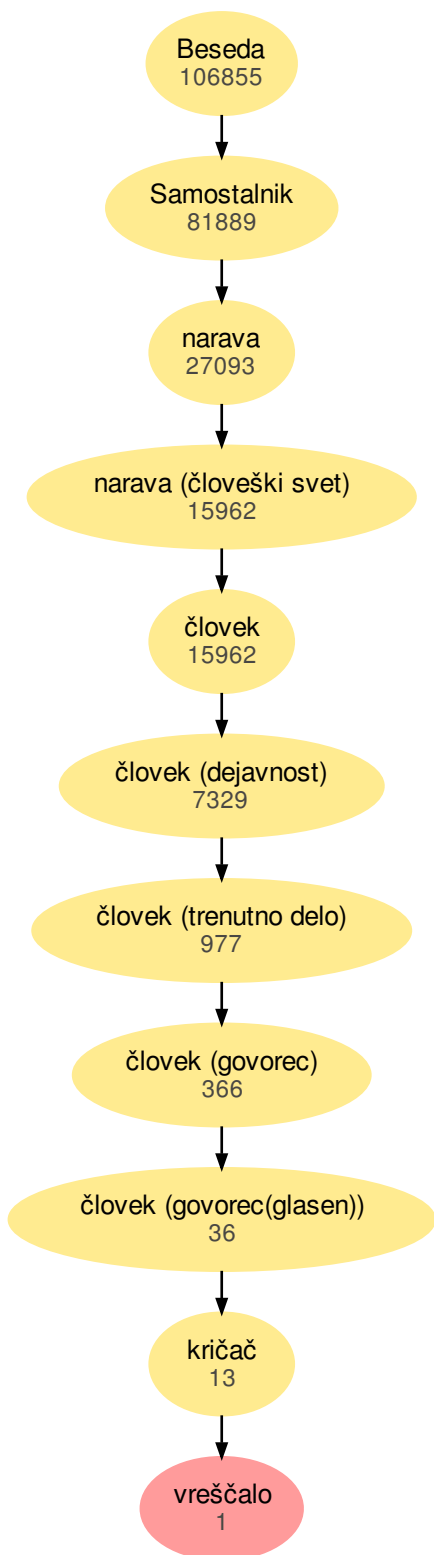 Beseda
106855
Samostalnik
81889
narava
27093
narava (človeški svet)
15962
človek
15962
človek (dejavnost)
7329
človek (trenutno delo)
977
človek (govorec)
366
človek (govorec(glasen))
36
kričač
13
vreščalo
1